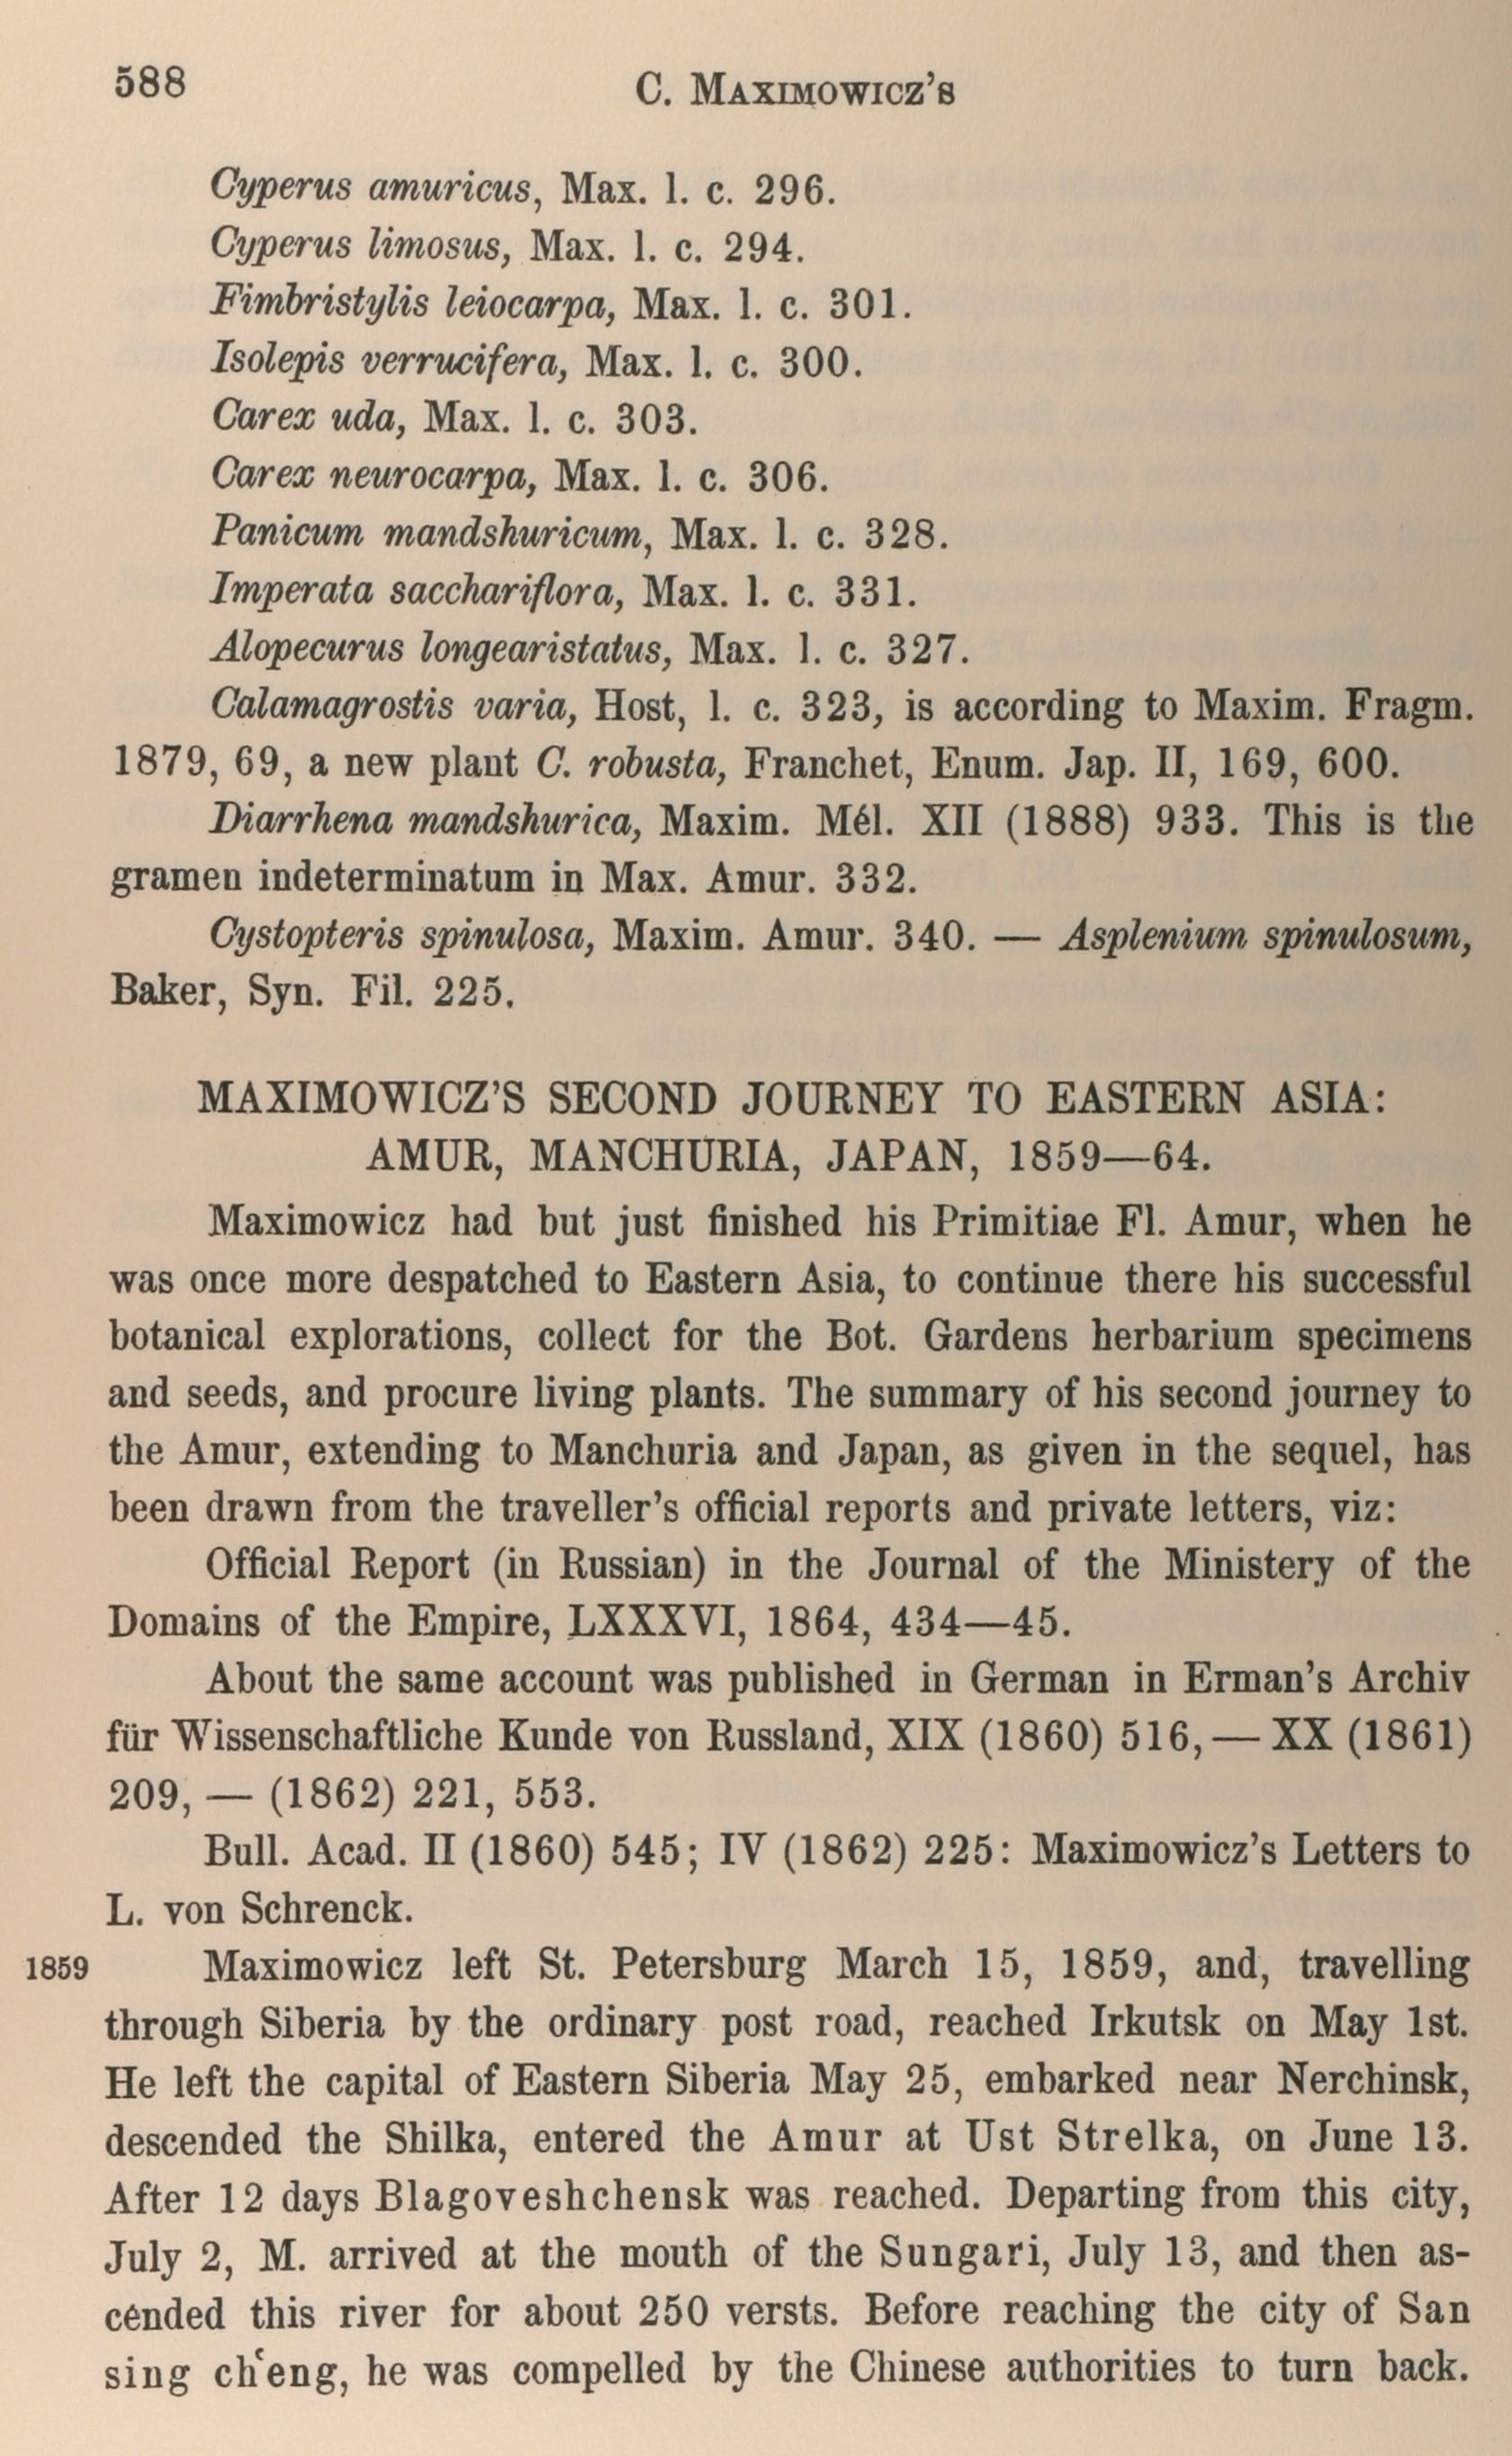 588
C. MAXIMOWICZ'S
Cyperus amuricus, Max. l. c. 296.
Cyperus limosus, Max. l. c. 294.
Fimbristylis leiocarpa, Max. l. c. 301.
Isolepis verrucifera, Max. l. c. 300.
Carex uda, Max. l. c. 303.
Carex neurocarpa, Max. l. c. 306.
Panicum mandshuricum, Max. l. c. 328.
Imperata sacchariflora, Max. l. c. 331.
Alopecurus longearistatus, Max. l. c. 327.
Calamagrostis varia, Host, l. c. 323, is according to Maxim. Fragm.
1879, 69, a new plant C. robusta, Franchet, Enum. Jap. II, 169, 600.
Diarrhena mandshurica, Maxim. Mél. XII (1888) 933. This is the
gramen indeterminatum in Max. Amur. 332.
Cystopteris spinulosa, Maxim. Amur. 340. — Asplenium spinulosum,
Baker, Syn. Fil. 225.
MAXIMOWICZ'S SECOND JOURNEY TO EASTERN ASIA:
AMUR, MANCHURIA, JAPAN, 1859—64.
Maximowicz had but just finished his Primitiae Fl. Amur, when he
was once more despatched to Eastern Asia, to continue there his successful
botanical explorations, collect for the Bot. Gardens herbarium specimens
and seeds, and procure living plants. The summary of his second journey to
the Amur, extending to Manchuria and Japan, as given in the sequel, has
been drawn from the traveller's official reports and private letters, viz:
Official Report (in Russian) in the Journal of the Ministery of the
Domains of the Empire, LXXXVI, 1864, 434—45.
About the same account was published in German in Erman's Archiv
für Wissenschaftliche Kunde von Russland, XIX (1860) 516, — XX (1861)
209, — (1862) 221, 553.
Bull. Acad. II (1860) 545; IV (1862) 225: Maximowicz's Letters to
L. von Schrenck.
1859 Maximowicz left St. Petersburg March 15, 1859, and, travelling
through Siberia by the ordinary post road, reached Irkutsk on May 1st.
He left the capital of Eastern Siberia May 25, embarked near Nerchinsk,
descended the Shilka, entered the Amur at Ust Strelka, on June 13.
After 12 days Blagoveshchensk was reached. Departing from this city,
July 2, M. arrived at the mouth of the Sungari, July 13, and then as-
cended this river for about 250 versts. Before reaching the city of San
sing ch‘eng, he was compelled by the Chinese authorities to turn back.